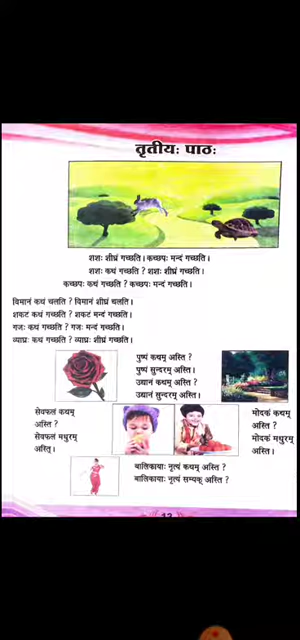 तृतीयः पाठः
शशः शीघ्रं गच्छति। कच्छपः मन्दं गच्छति।
शशः कथं गच्छति ? शशः शीघ्रं गच्छति।
कच्छपः कथं गच्छति ? कच्छपः मन्दं गच्छति।
विमानं कथं चलति ? विमानं शीघ्रं चलति।
शकटं कथं गच्छति ? शकटं मन्दं गच्छति।
गजः कथं गच्छति ? गजः मन्दं गच्छति।
व्याघ्रः कथं गच्छति ? व्याघ्रः शीघ्रं गच्छति।
पुष्पं कथम् अस्ति ?
पुष्पं सुन्दरम् अस्ति।
उद्यानं कथम् अस्ति ?
उद्यानं सुन्दरम् अस्ति।
सेवफलं कथम्
अस्ति ?
सेवफलं मधुरम्
अस्ति।
मोदकं कथम्
अस्ति ?
मोदकं मधुरम्
अस्ति।
बालिकायाः नृत्यं कथम् अस्ति ?
बालिकायाः नृत्यं सम्यक् अस्ति ?